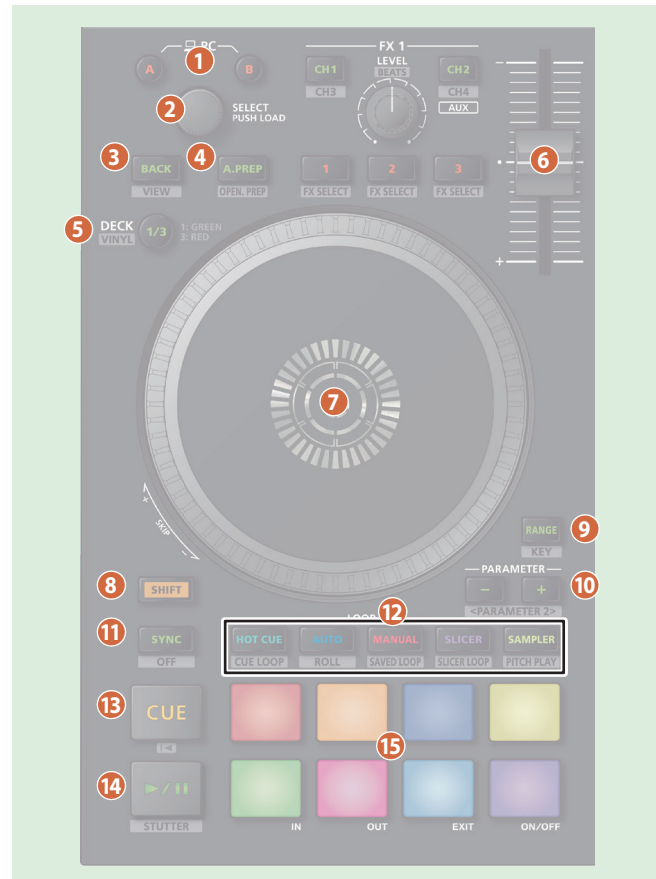 PC
1
A
B
FX 1
CH1
LEVEL
BEATS
CH2
CH3
CH4
AUX
2
SELECT
PUSH LOAD
−
6
+
3
4
BACK
VIEW
A.PREP
OPEN. PREP
1
2
3
FX SELECT
FX SELECT
FX SELECT
5
DECK
VINYL
1/3
1: GREEN
3: RED
7
+
SKIP
−
RANGE
9
KEY
PARAMETER
8
SHIFT
−
+
10
<PARAMETER 2>
LOOP
12
11
SYNC
OFF
HOT CUE
AUTO
MANUAL
SLICER
SAMPLER
CUE LOOP
ROLL
SAVED LOOP
SLICER LOOP
PITCH PLAY
13
CUE
15
14
STUTTER
IN
OUT
EXIT
ON/OFF